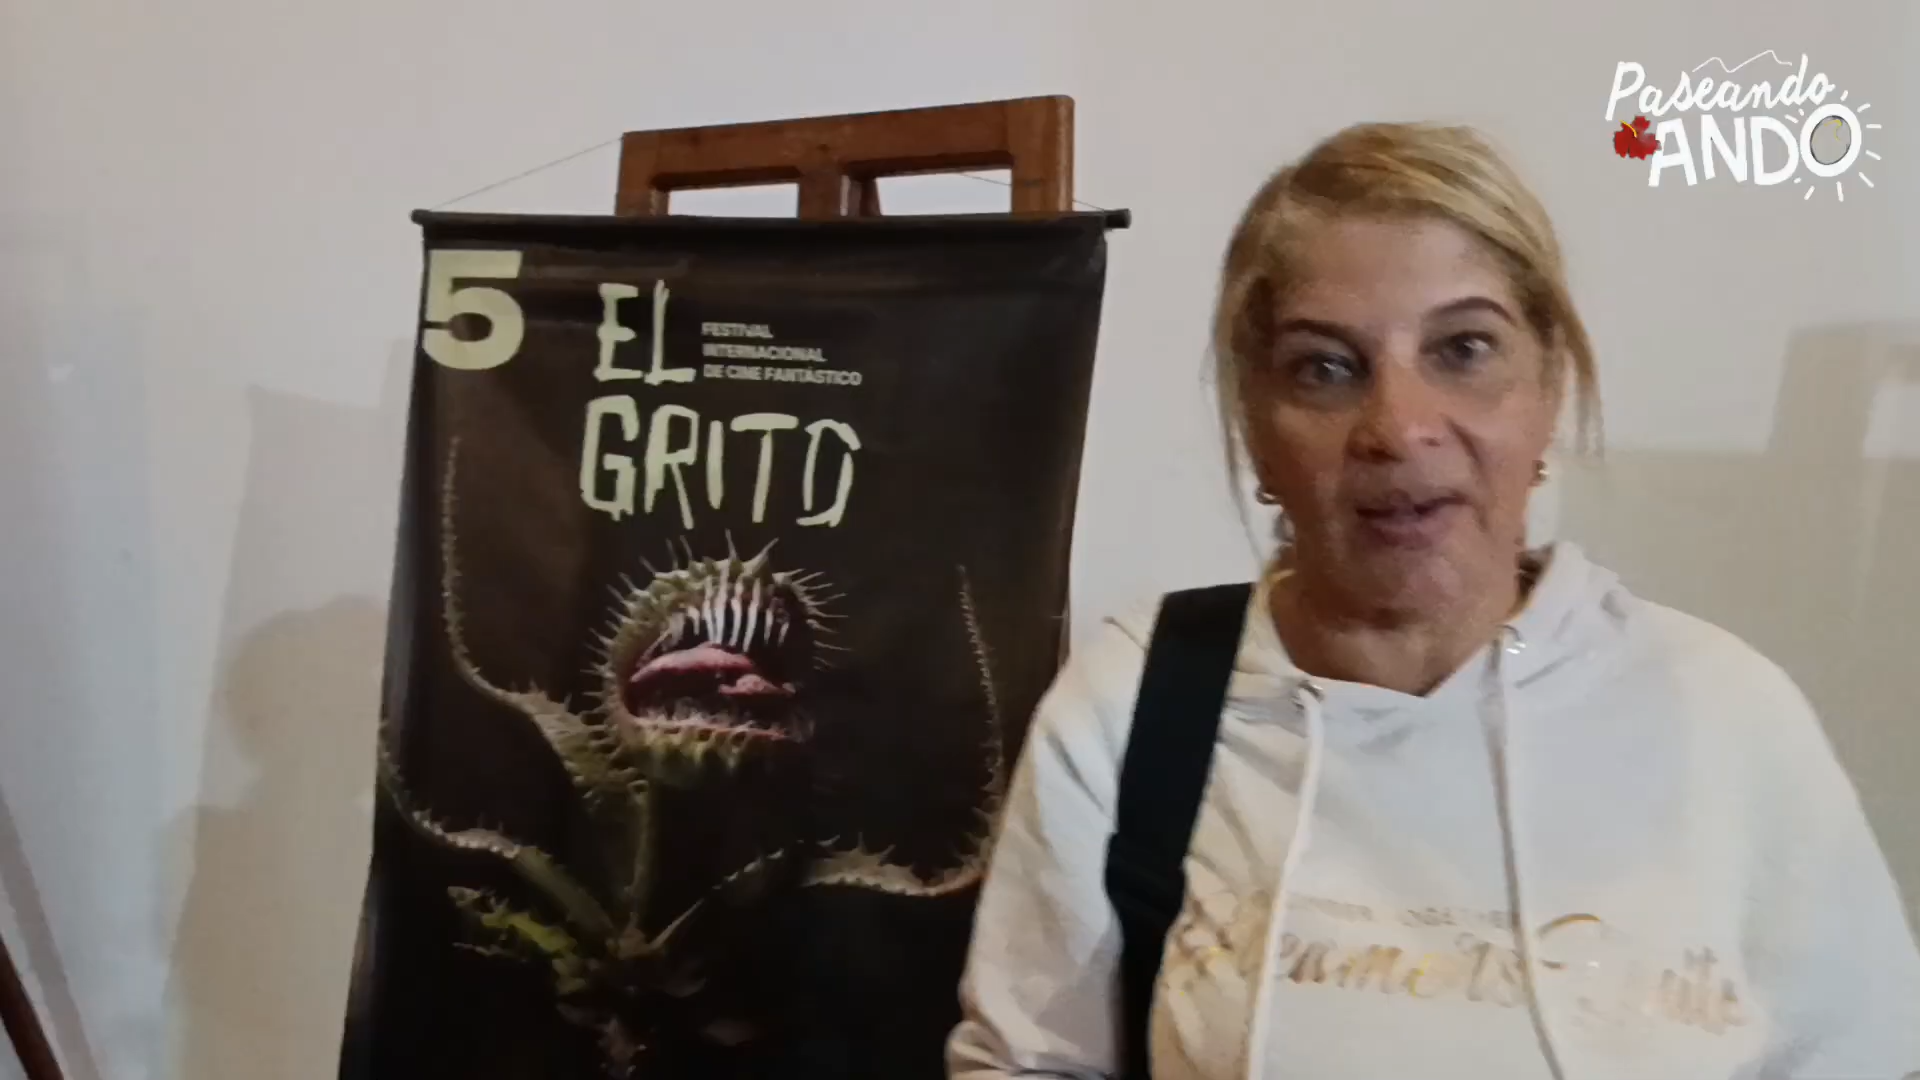 Paseando
ANDO
5
EL
FESTIVAL
INTERNACIONAL
DE CINE FANTÁSTICO
GRITO